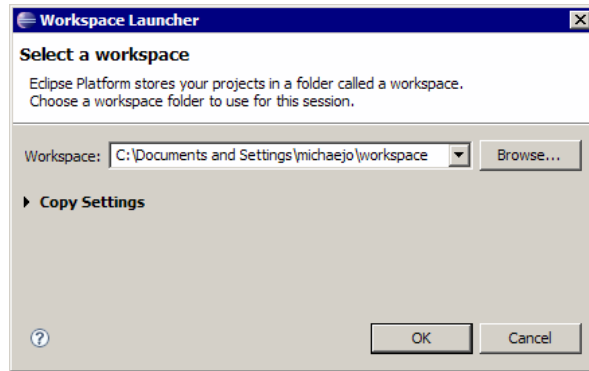 Workspace Launcher
Select a workspace
Eclipse Platform stores your projects in a folder called a workspace.
Choose a workspace folder to use for this session.
Workspace: C:\Documents and Settings\michaejo\workspace Browse...
Copy Settings
? OK Cancel